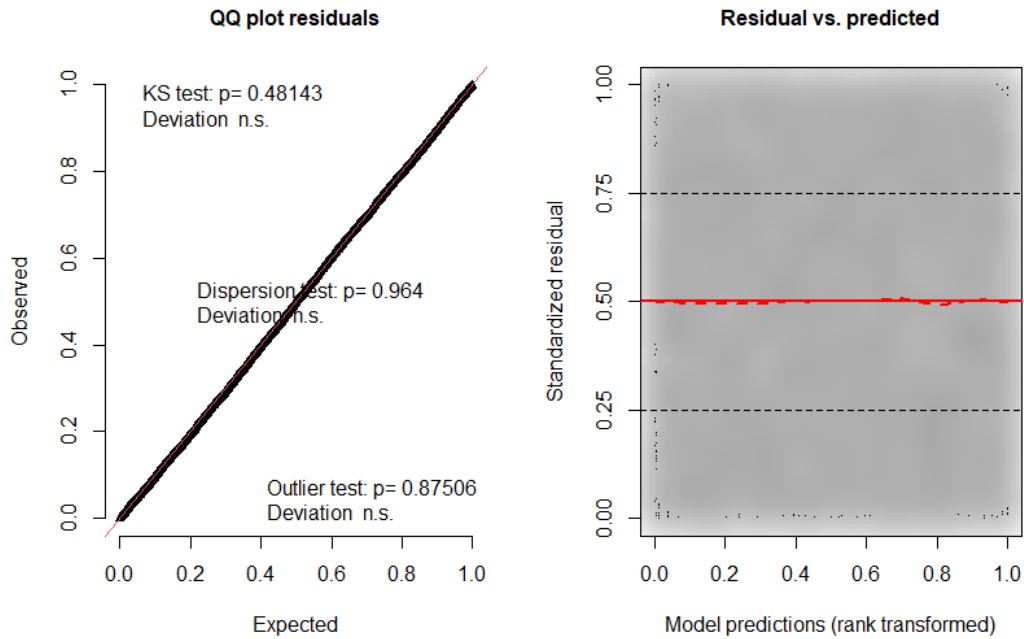 QQ plot residuals
KS test: p= 0.48143
Deviation n.s.
Dispersion test: p= 0.964
Deviation n.s.
Outlier test: p= 0.87506
Deviation n.s.
Observed
0.0
0.2
0.4
0.6
0.8
1.0
0.0 0.2 0.4 0.6 0.8 1.0
Expected
Residual vs. predicted
Standardized residual
0.00
0.25
0.50
0.75
1.00
0.0 0.2 0.4 0.6 0.8 1.0
Model predictions (rank transformed)